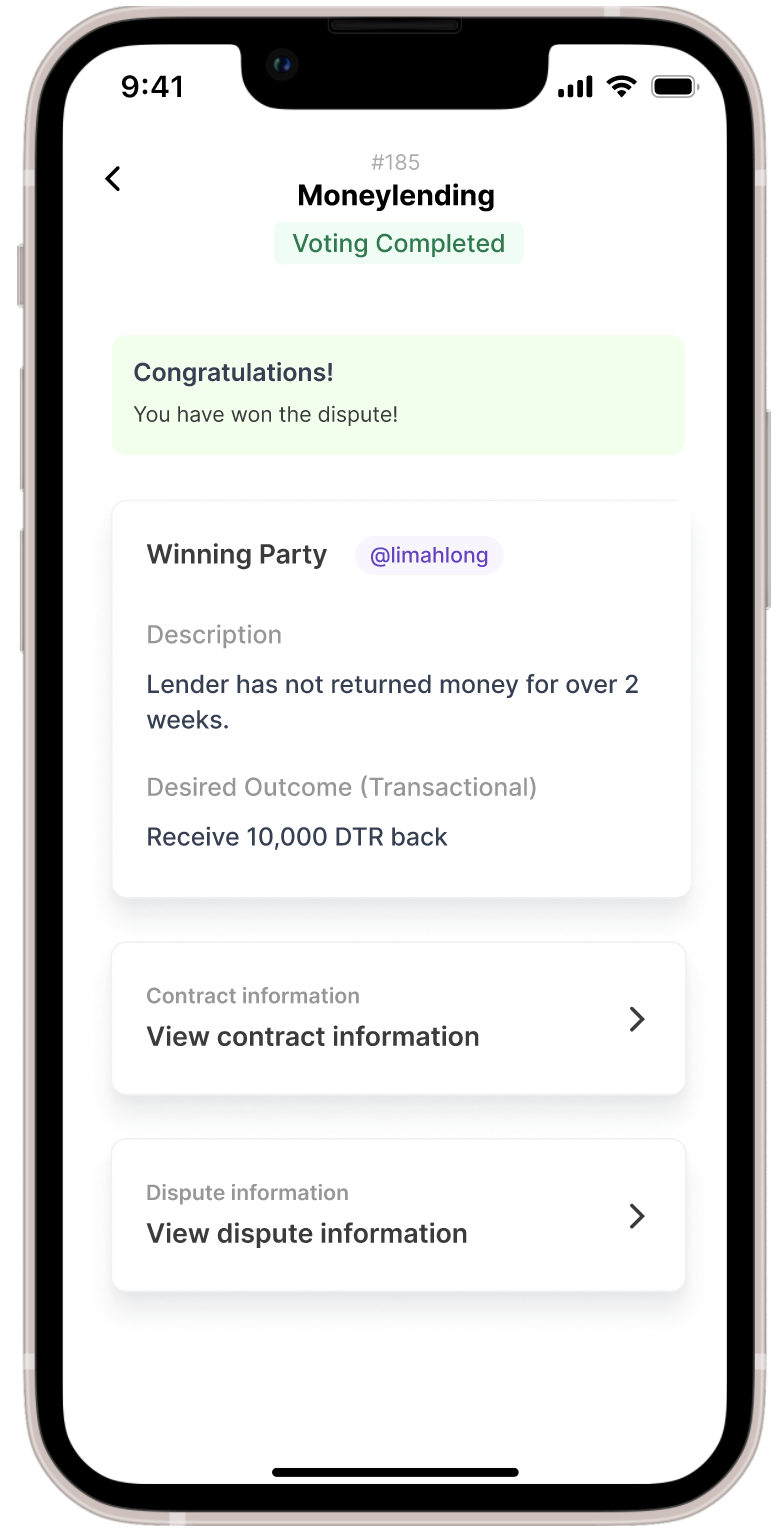 9:41
#185
Moneylending
Voting Completed
Congratulations!
You have won the dispute!
Winning Party @limahlong
Description
Lender has not returned money for over 2
weeks.
Desired Outcome (Transactional)
Receive 10,000 DTR back
Contract information
View contract information
Dispute information
View dispute information